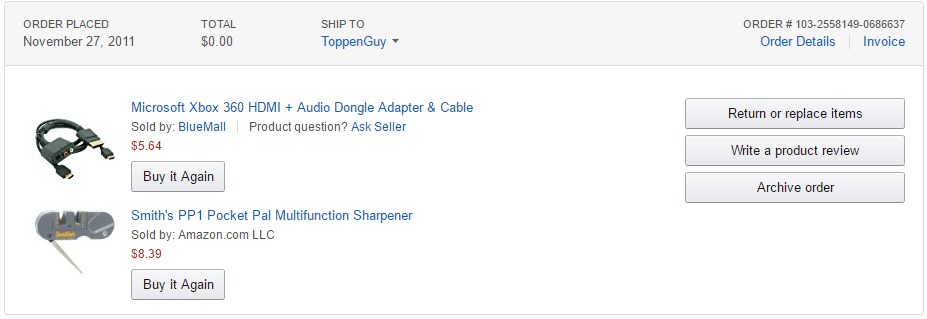 ORDER PLACED
November 27, 2011
TOTAL
$0.00
SHIP TO
ToppenGuy
ORDER # 103-2558149-0686637
Order Details
Invoice
Microsoft Xbox 360 HDMI + Audio Dongle Adapter & Cable
Sold by: BlueMall
Product question? Ask Seller
$5.64
Buy it Again
Smith's PP1 Pocket Pal Multifunction Sharpener
Sold by: Amazon.com LLC
$8.39
Buy it Again
Return or replace items
Write a product review
Archive order